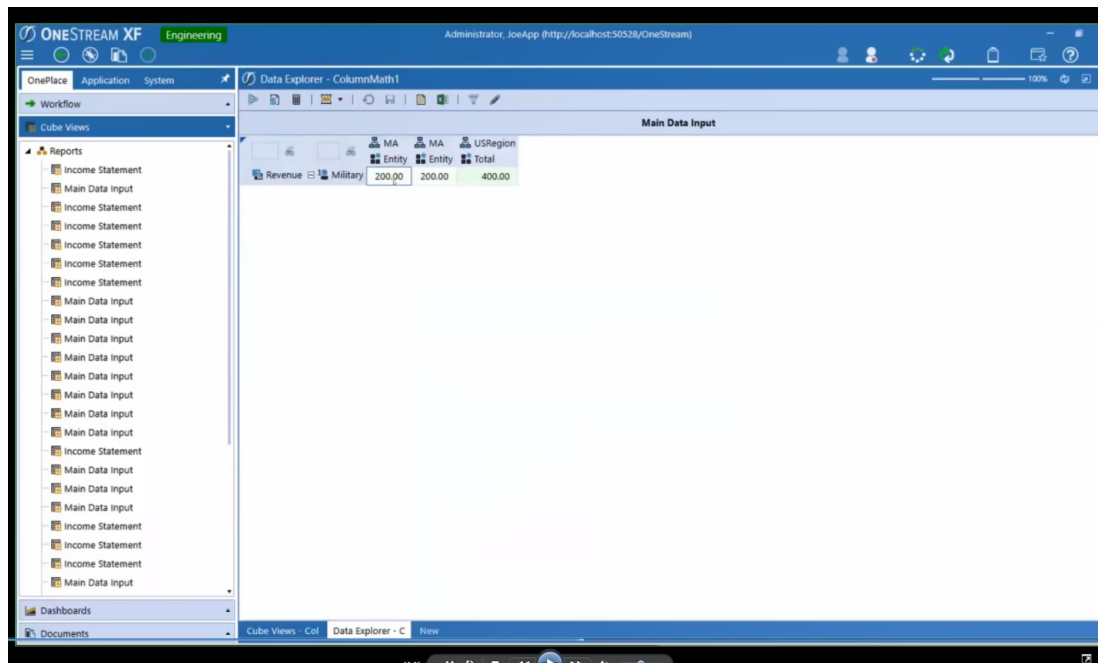 ONESTREAM XF Engineering Administrator, JoeApp (http://localhost:50528/OneStream)
OnePlace Application System
Data Explorer - ColumnMath1
100%
Workflow
Cube Views
Main Data Input
Reports
Income Statement
Main Data Input
Income Statement
Income Statement
Income Statement
Income Statement
Income Statement
Main Data Input
Main Data Input
Main Data Input
Main Data Input
Main Data Input
Main Data Input
Main Data Input
Main Data Input
Income Statement
Main Data Input
Main Data Input
Main Data Input
Income Statement
Income Statement
Income Statement
Main Data Input
MA MA USRegion
Entity Entity Total
Revenue Military 200.00 200.00 400.00
Dashboards
Documents
Cube Views - Col Data Explorer - C New